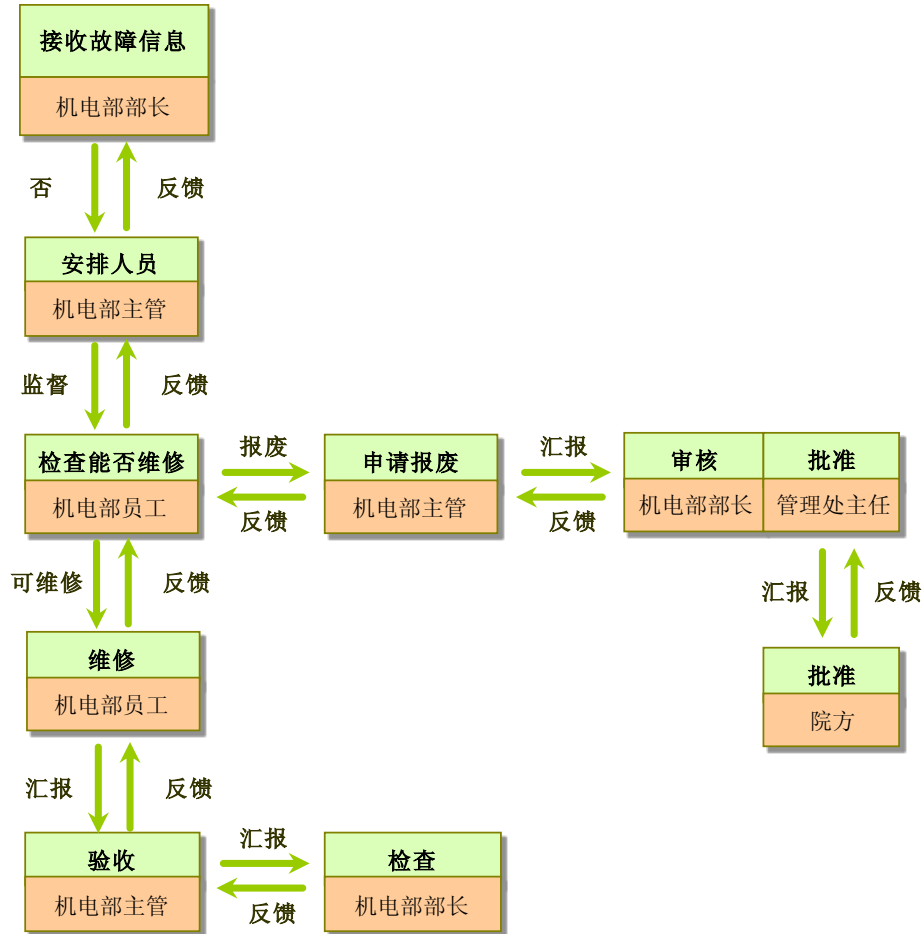 接收故障信息
机电部部长
否
反馈
安排人员
机电部主管
监督
反馈
检查能否维修
机电部员工
报废
反馈
申请报废
机电部主管
汇报
反馈
审核
批准
机电部部长
管理处主任
可维修
反馈
汇报
反馈
维修
机电部员工
批准
院方
汇报
反馈
验收
机电部主管
汇报
反馈
检查
机电部部长